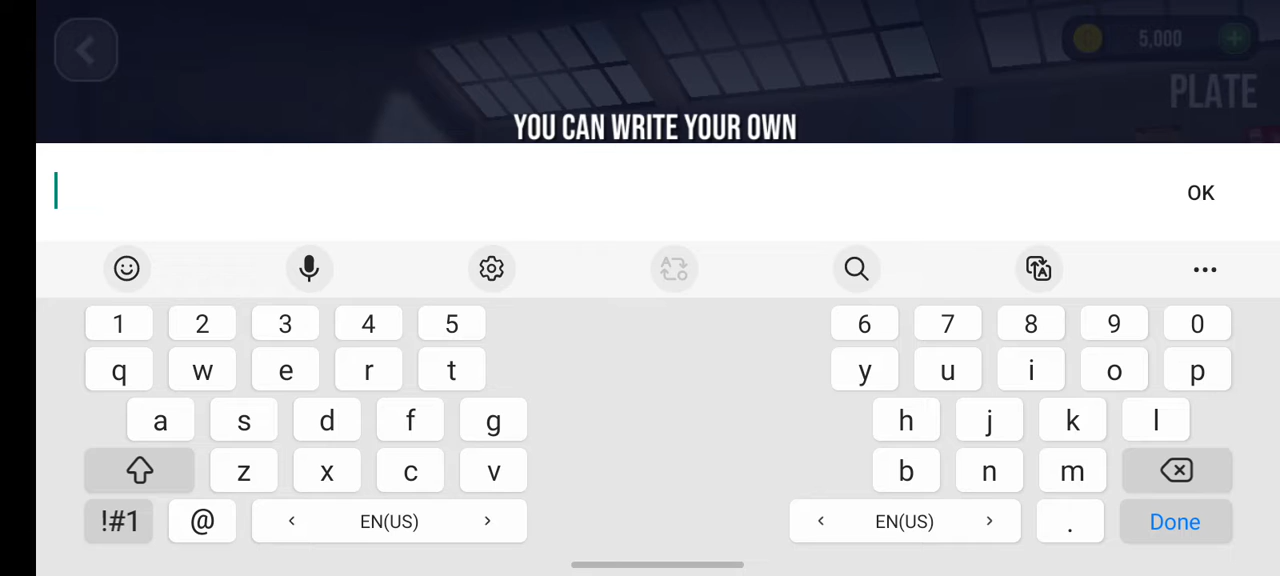 5,000
PLATE
YOU CAN WRITE YOUR OWN
OK
1 2 3 4 5 6 7 8 9 0
q w e r t y u i o p
a s d f g h j k l
z x c v b n m
!#1 @ < EN(US) > < EN(US) > . Done